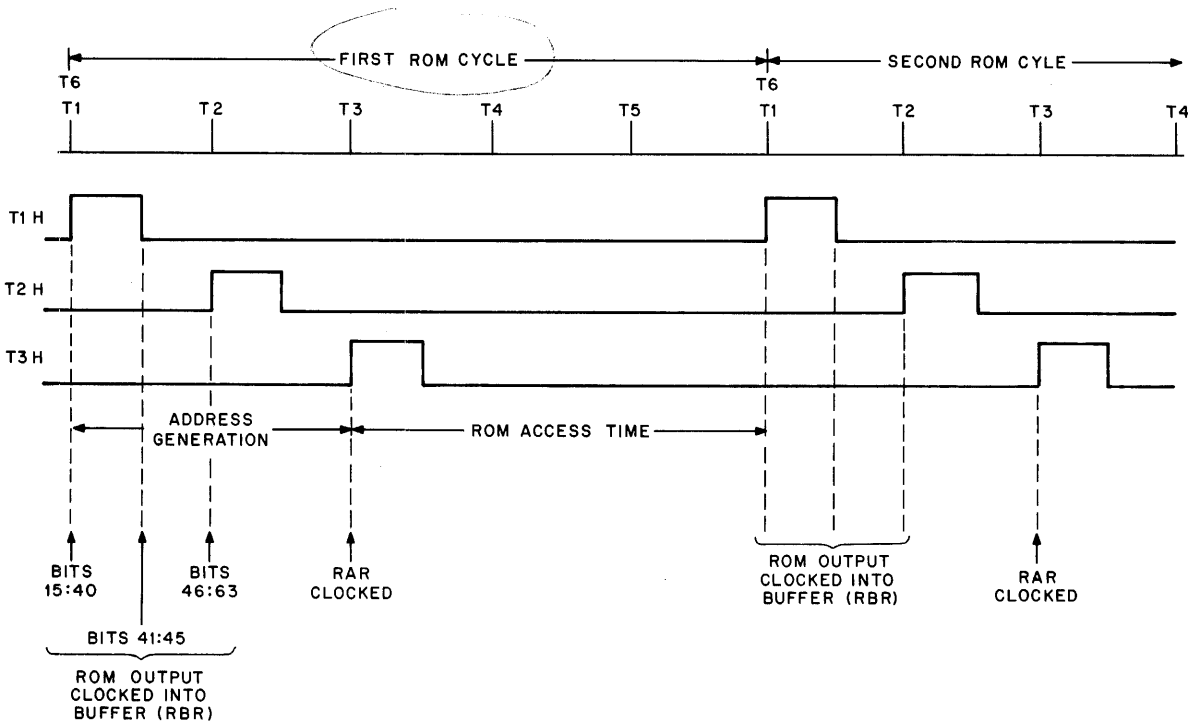 FIRST ROM CYCLE
SECOND ROM CYLE
T6
T6
T1 T2 T3 T4 T5 T1 T2 T3 T4
T1 H
T2 H
T3 H
ADDRESS
GENERATION
ROM ACCESS TIME
BITS
15:40
BITS
46:63
RAR
CLOCKED
ROM OUTPUT
CLOCKED INTO
BUFFER (RBR)
RAR
CLOCKED
BITS 41:45
ROM OUTPUT
CLOCKED INTO
BUFFER (RBR)